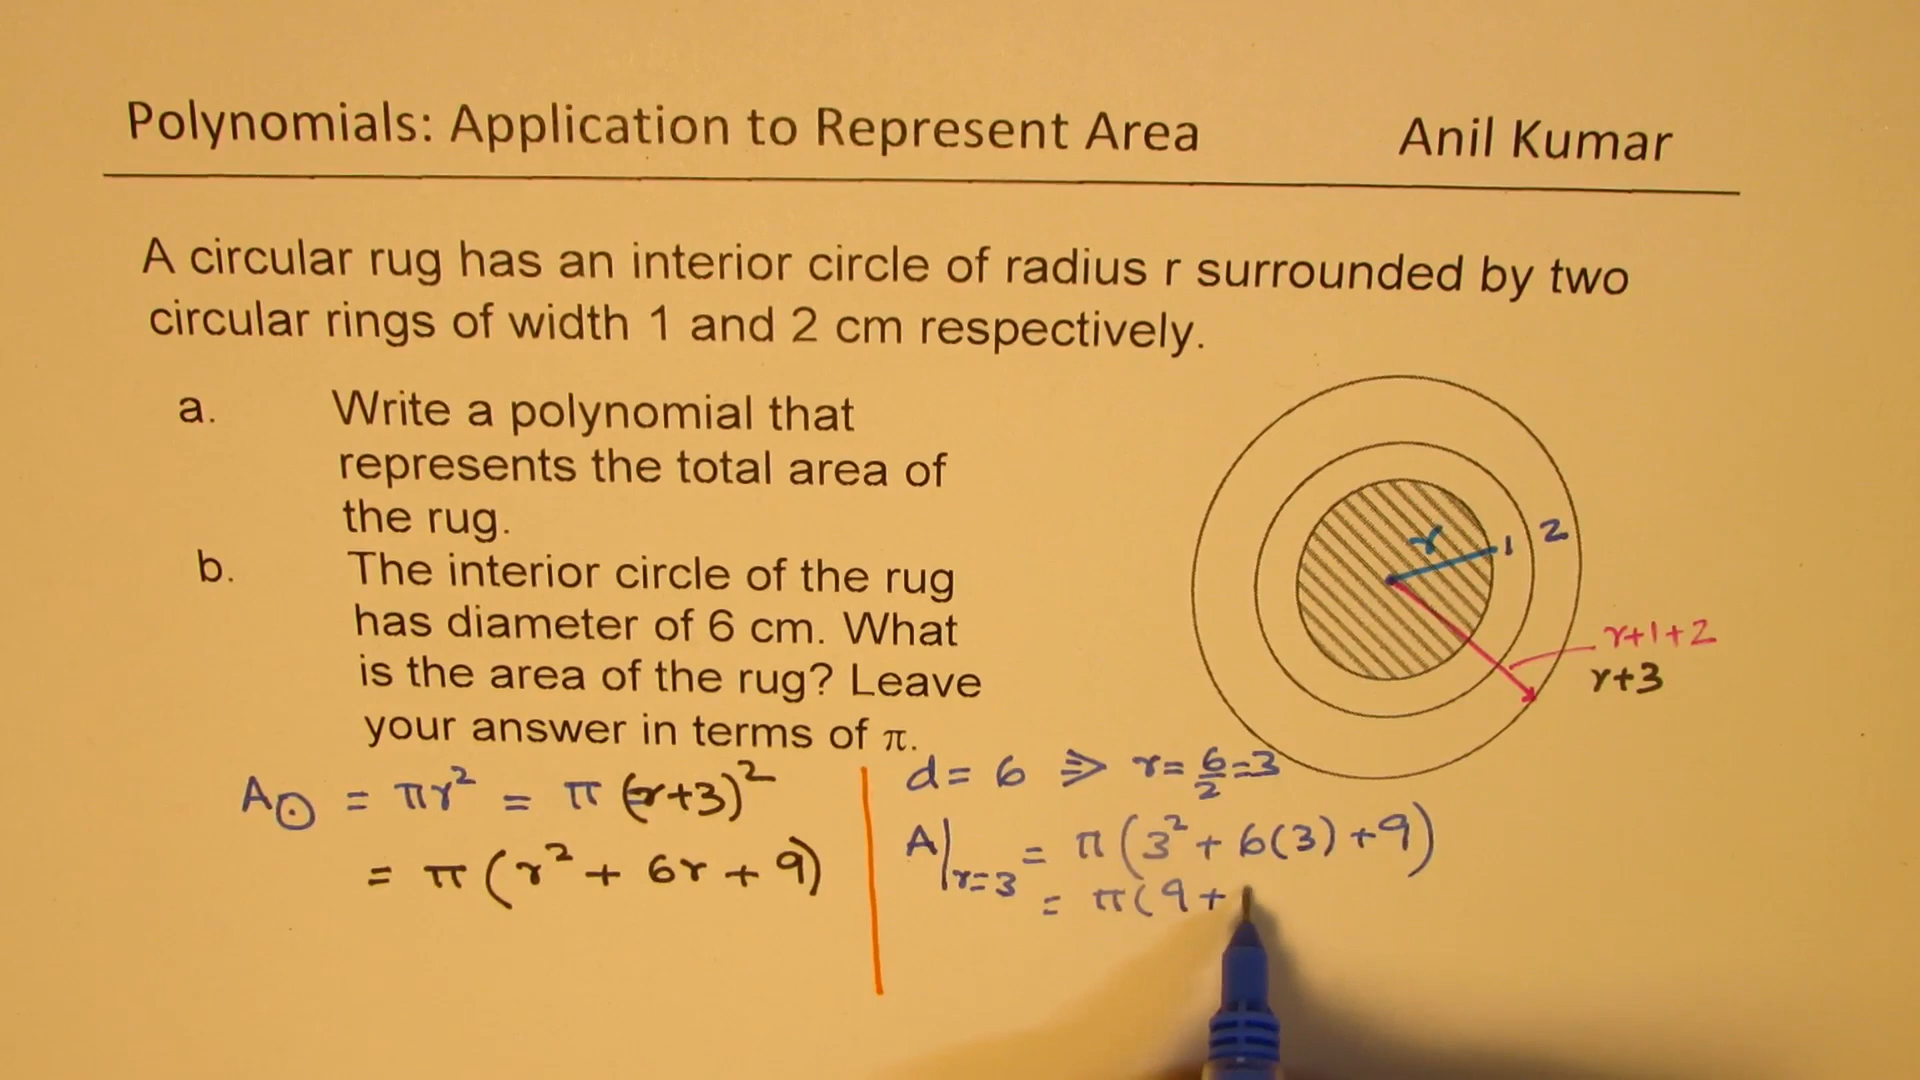 Polynomials: Application to Represent Area Anil Kumar
A circular rug has an interior circle of radius r surrounded by two
circular rings of width 1 and 2 cm respectively.
a. Write a polynomial that
represents the total area of
the rug.
b. The interior circle of the rug
has diameter of 6 cm. What
is the area of the rug? Leave
your answer in terms of π.
r 1 2
r+1+2
r+3
A⊙ = πr² = π(r+3)²
= π(r² + 6r + 9)
d = 6 ⇒ r = 6/2 = 3
A|r=3 = π(3² + 6(3) + 9)
= π(9 +